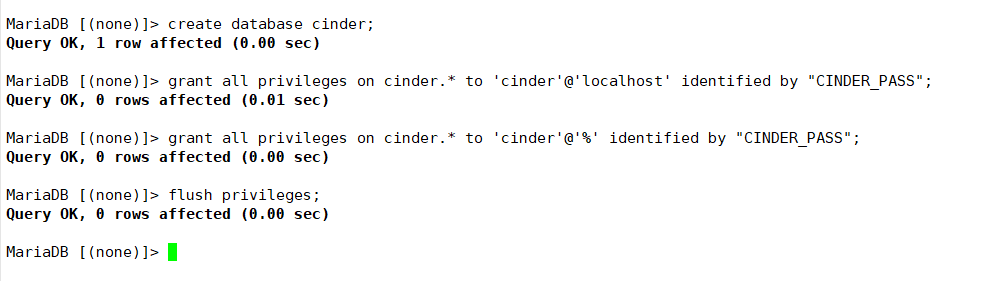 MariaDB [(none)]> create database cinder;
Query OK, 1 row affected (0.00 sec)
MariaDB [(none)]> grant all privileges on cinder.* to 'cinder'@'localhost' identified by "CINDER_PASS";
Query OK, 0 rows affected (0.01 sec)
MariaDB [(none)]> grant all privileges on cinder.* to 'cinder'@'%' identified by "CINDER_PASS";
Query OK, 0 rows affected (0.00 sec)
MariaDB [(none)]> flush privileges;
Query OK, 0 rows affected (0.00 sec)
MariaDB [(none)]>